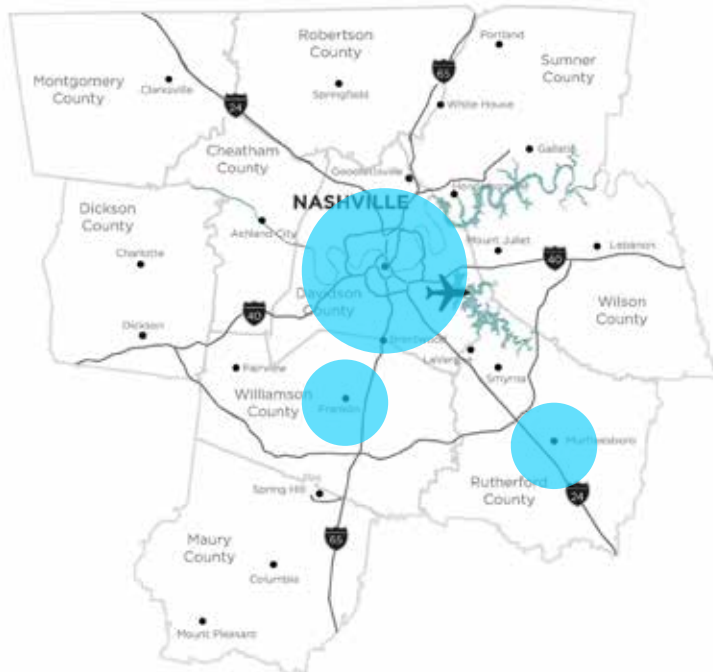 Robertson
County
Portland
Sumner
County
65
Montgomery
County
Clarksville
Springfield
24
White House
Cheatham
County
Gallatin
Goodlettsville
NASHVILLE
Dickson
County
Ashland City
Mount Juliet
Lebanon
40
Charlotte
Davidson
County
Wilson
County
40
Dickson
Brentwood
LaVergne
Fairview
Smyrna
Williamson
County
Franklin
Murfreesboro
Rutherford
County
Spring Hill
24
65
Maury
County
Columbia
Mount Pleasant